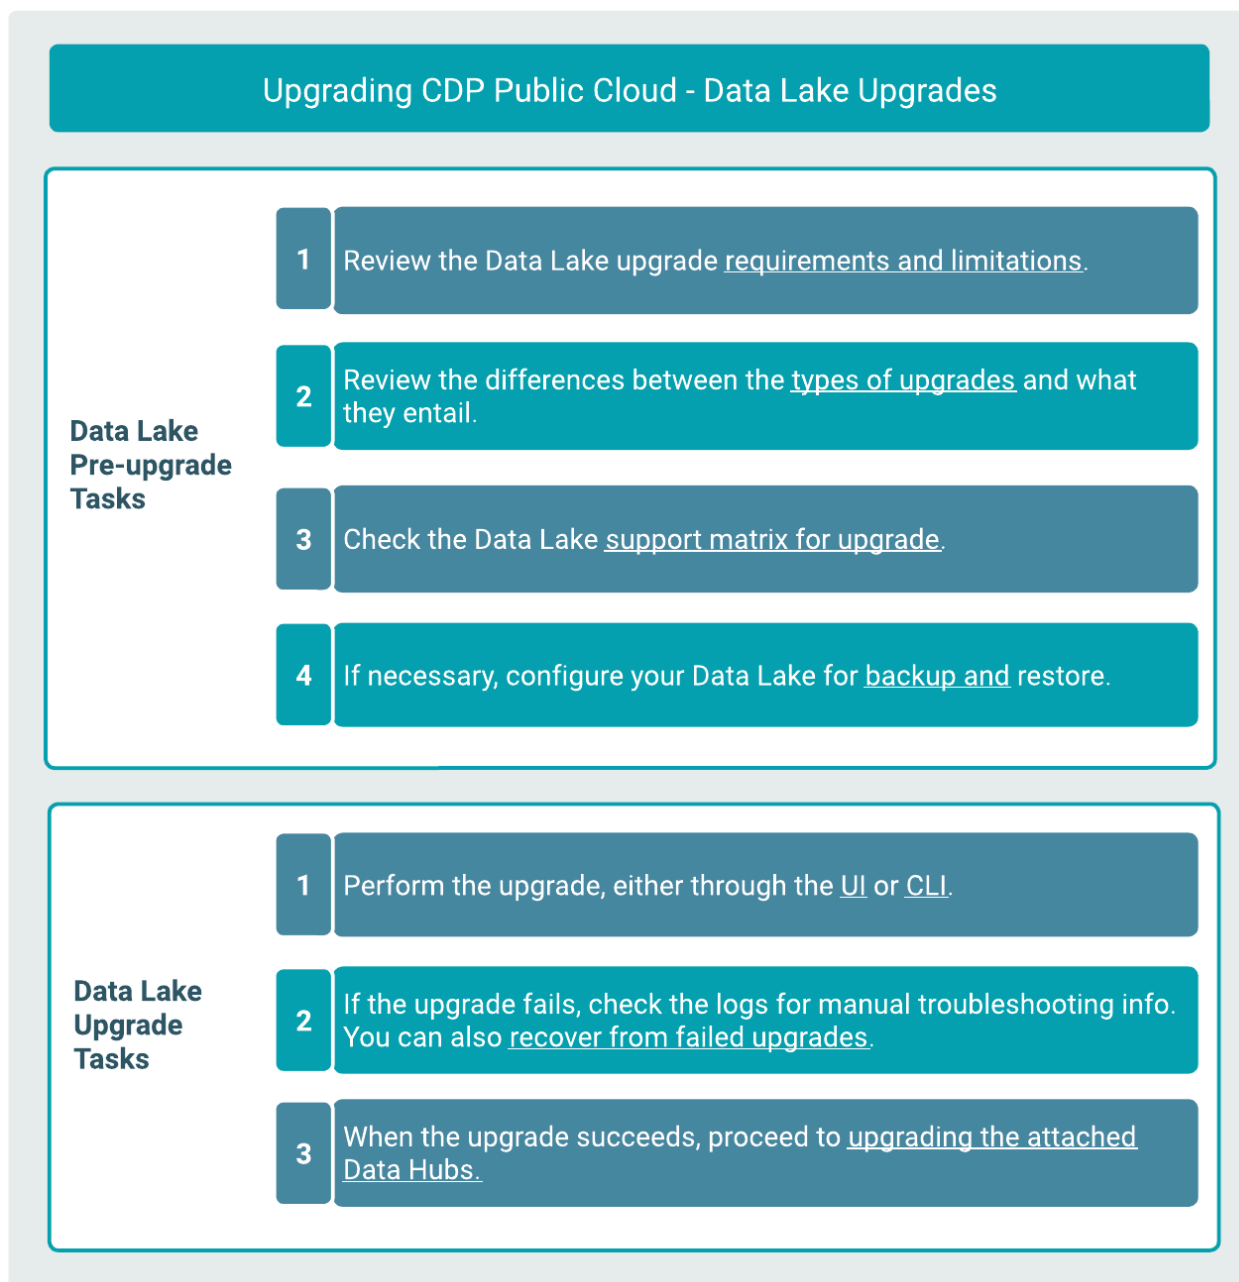 Upgrading CDP Public Cloud - Data Lake Upgrades
Data Lake
Pre-upgrade
Tasks
1
Review the Data Lake upgrade requirements and limitations.
2
Review the differences between the types of upgrades and what
they entail.
3
Check the Data Lake support matrix for upgrade.
4
If necessary, configure your Data Lake for backup and restore.
Data Lake
Upgrade
Tasks
1
Perform the upgrade, either through the UI or CLI.
2
If the upgrade fails, check the logs for manual troubleshooting info.
You can also recover from failed upgrades.
3
When the upgrade succeeds, proceed to upgrading the attached
Data Hubs.